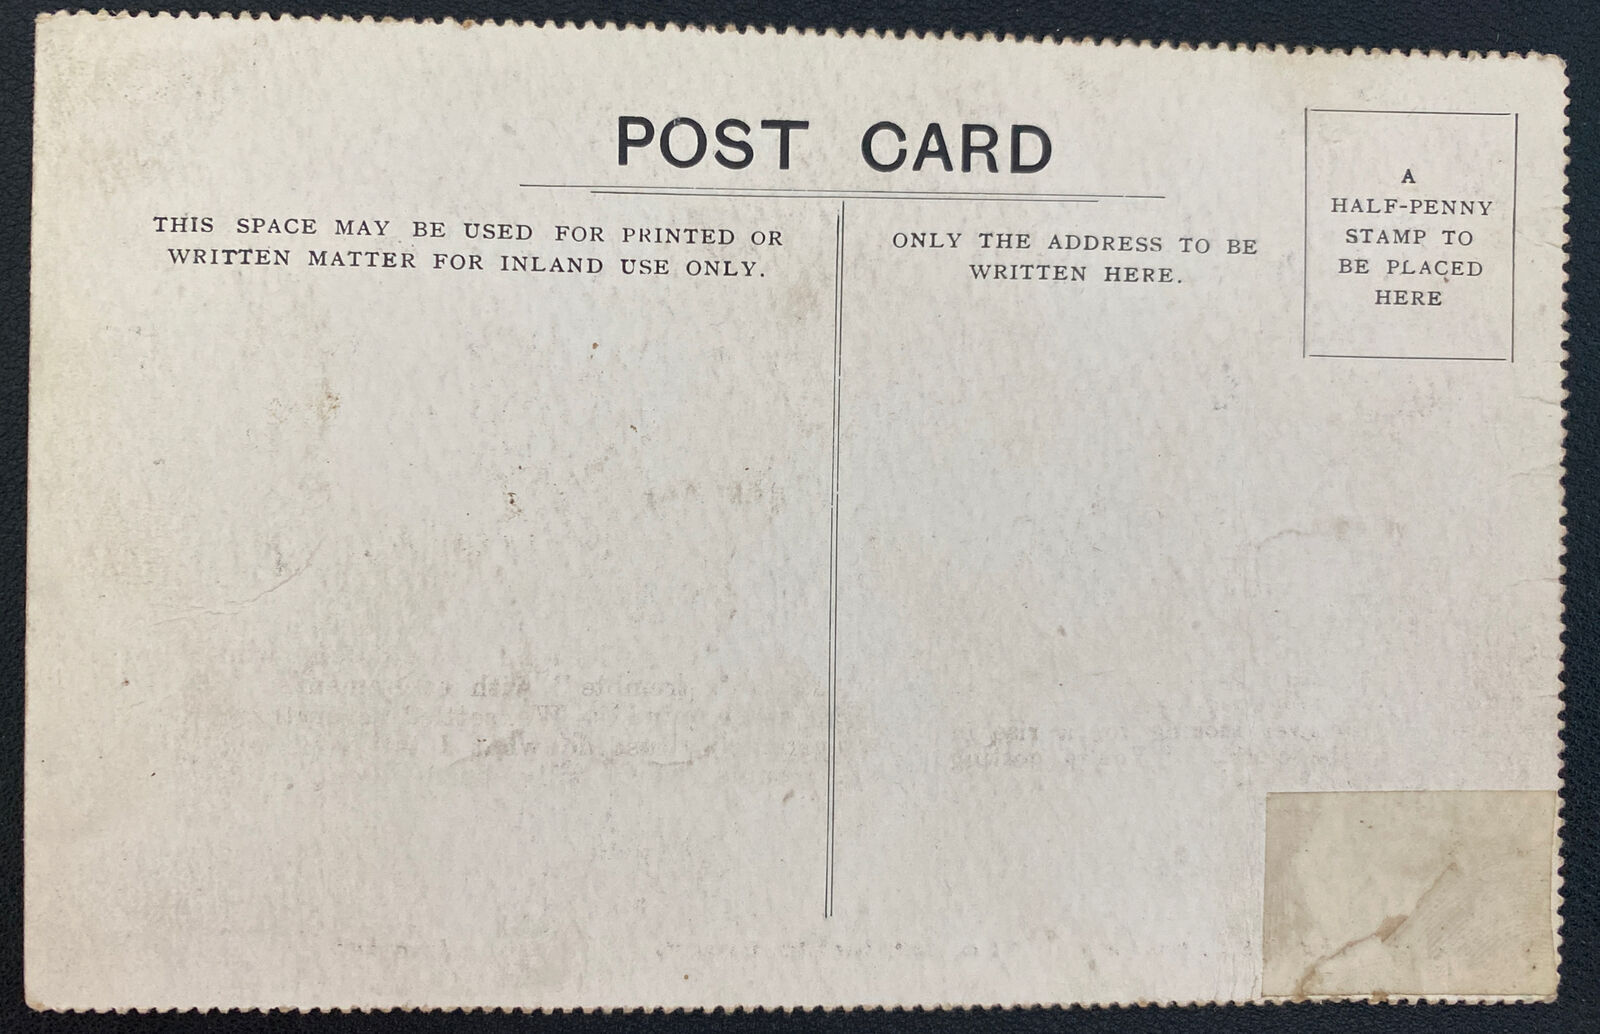 POST CARD
THIS SPACE MAY BE USED FOR PRINTED OR
WRITTEN MATTER FOR INLAND USE ONLY.
ONLY THE ADDRESS TO BE
WRITTEN HERE.
A
HALF-PENNY
STAMP TO
BE PLACED
HERE